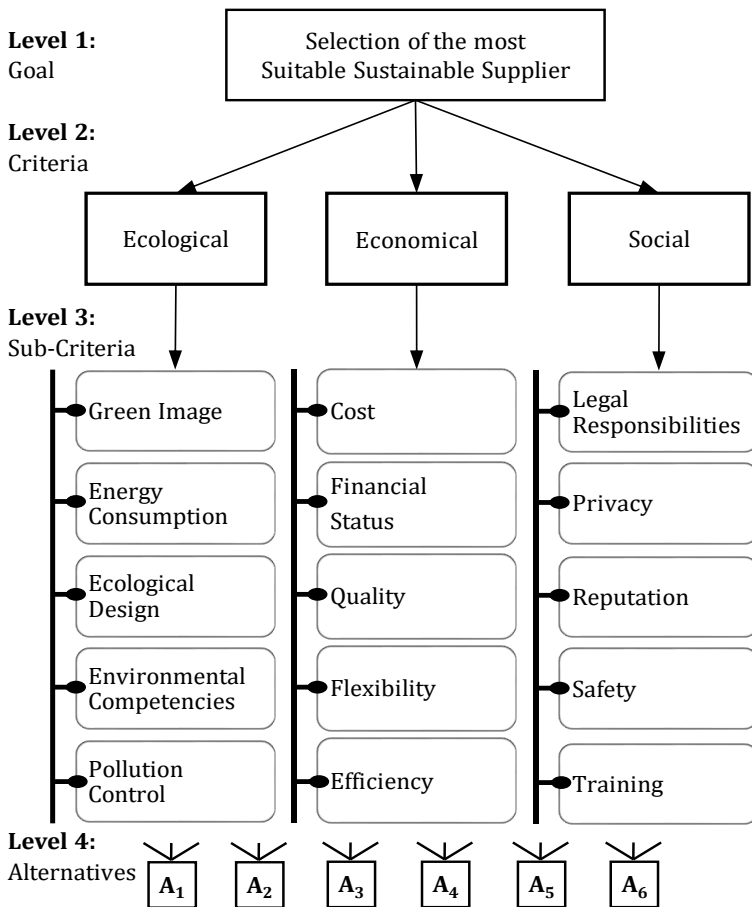 Level 1:
Goal
Selection of the most
Suitable Sustainable Supplier
Level 2:
Criteria
Ecological
Economical
Social
Level 3:
Sub-Criteria
Green Image
Energy
Consumption
Ecological
Design
Environmental
Competencies
Pollution
Control
Cost
Financial
Status
Quality
Flexibility
Efficiency
Legal
Responsibilities
Privacy
Reputation
Safety
Training
Level 4:
Alternatives
A₁
A₂
A₃
A₄
A₅
A₆